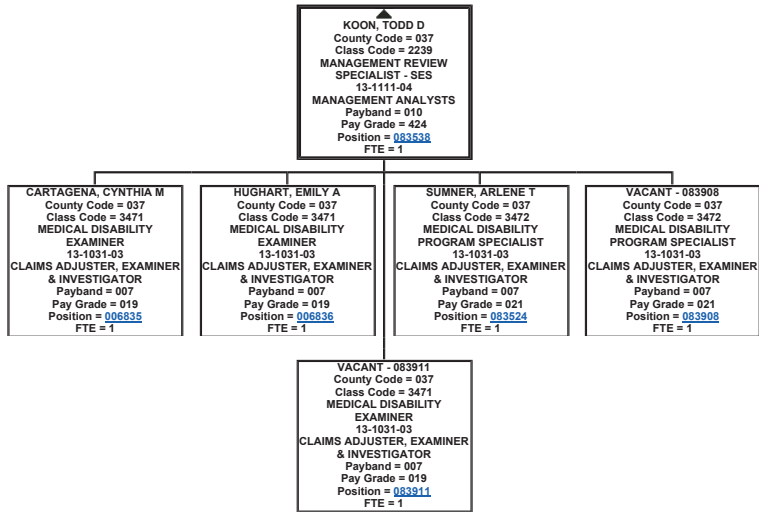 KOON, TODD D
County Code = 037
Class Code = 2239
MANAGEMENT REVIEW
SPECIALIST - SES
13-1111-04
MANAGEMENT ANALYSTS
Payband = 010
Pay Grade = 424
Position = 083538
FTE = 1
CARTAGENA, CYNTHIA M
County Code = 037
Class Code = 3471
MEDICAL DISABILITY
EXAMINER
13-1031-03
CLAIMS ADJUSTER, EXAMINER
& INVESTIGATOR
Payband = 007
Pay Grade = 019
Position = 006835
FTE = 1
HUGHART, EMILY A
County Code = 037
Class Code = 3471
MEDICAL DISABILITY
EXAMINER
13-1031-03
CLAIMS ADJUSTER, EXAMINER
& INVESTIGATOR
Payband = 007
Pay Grade = 019
Position = 006836
FTE = 1
SUMNER, ARLENE T
County Code = 037
Class Code = 3472
MEDICAL DISABILITY
PROGRAM SPECIALIST
13-1031-03
CLAIMS ADJUSTER, EXAMINER
& INVESTIGATOR
Payband = 007
Pay Grade = 021
Position = 083524
FTE = 1
VACANT - 083908
County Code = 037
Class Code = 3472
MEDICAL DISABILITY
PROGRAM SPECIALIST
13-1031-03
CLAIMS ADJUSTER, EXAMINER
& INVESTIGATOR
Payband = 007
Pay Grade = 021
Position = 083908
FTE = 1
VACANT - 083911
County Code = 037
Class Code = 3471
MEDICAL DISABILITY
EXAMINER
13-1031-03
CLAIMS ADJUSTER, EXAMINER
& INVESTIGATOR
Payband = 007
Pay Grade = 019
Position = 083911
FTE = 1